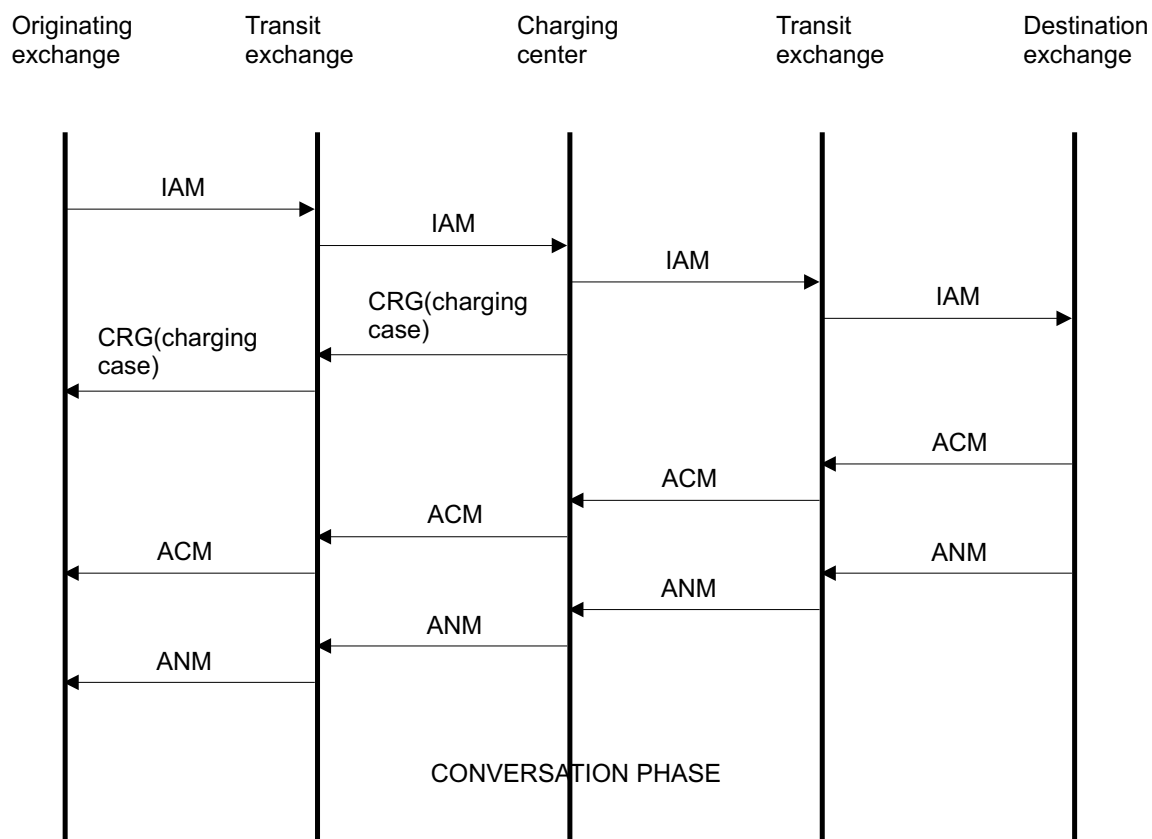 Originating
exchange
Transit
exchange
Charging
center
Transit
exchange
Destination
exchange
IAM
IAM
IAM
IAM
CRG(charging
case)
CRG(charging
case)
ACM
ACM
ACM
ACM
ANM
ANM
ANM
ANM
CONVERSATION PHASE